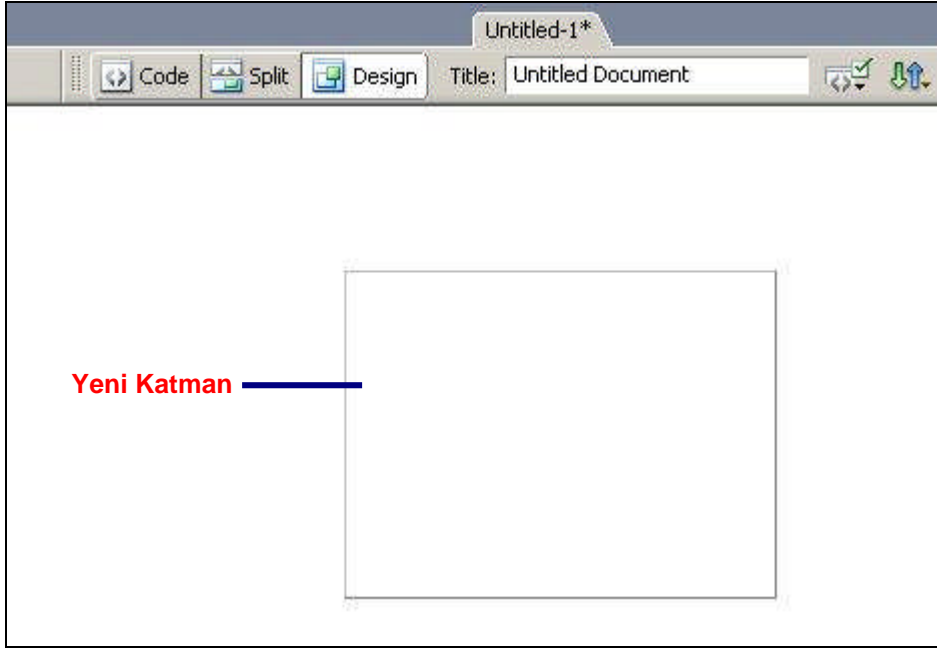 Untitled-1*
Code Split Design Title: Untitled Document
Yeni Katman